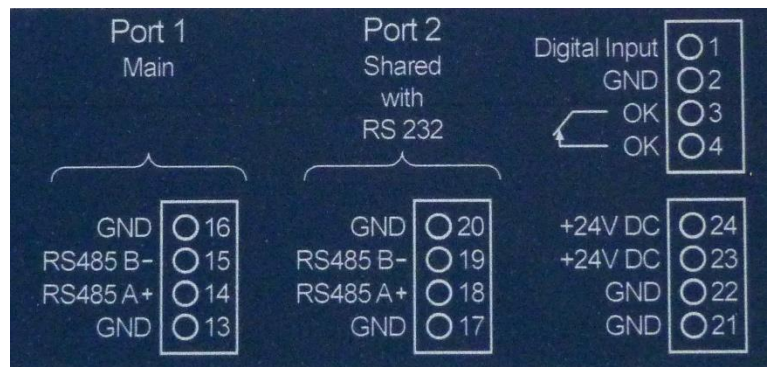 Port 1
Main
GND 16
RS485 B- 15
RS485 A+ 14
GND 13
Port 2
Shared
with
RS 232
GND 20
RS485 B- 19
RS485 A+ 18
GND 17
Digital Input 1
GND 2
OK 3
OK 4
+24V DC 24
+24V DC 23
GND 22
GND 21